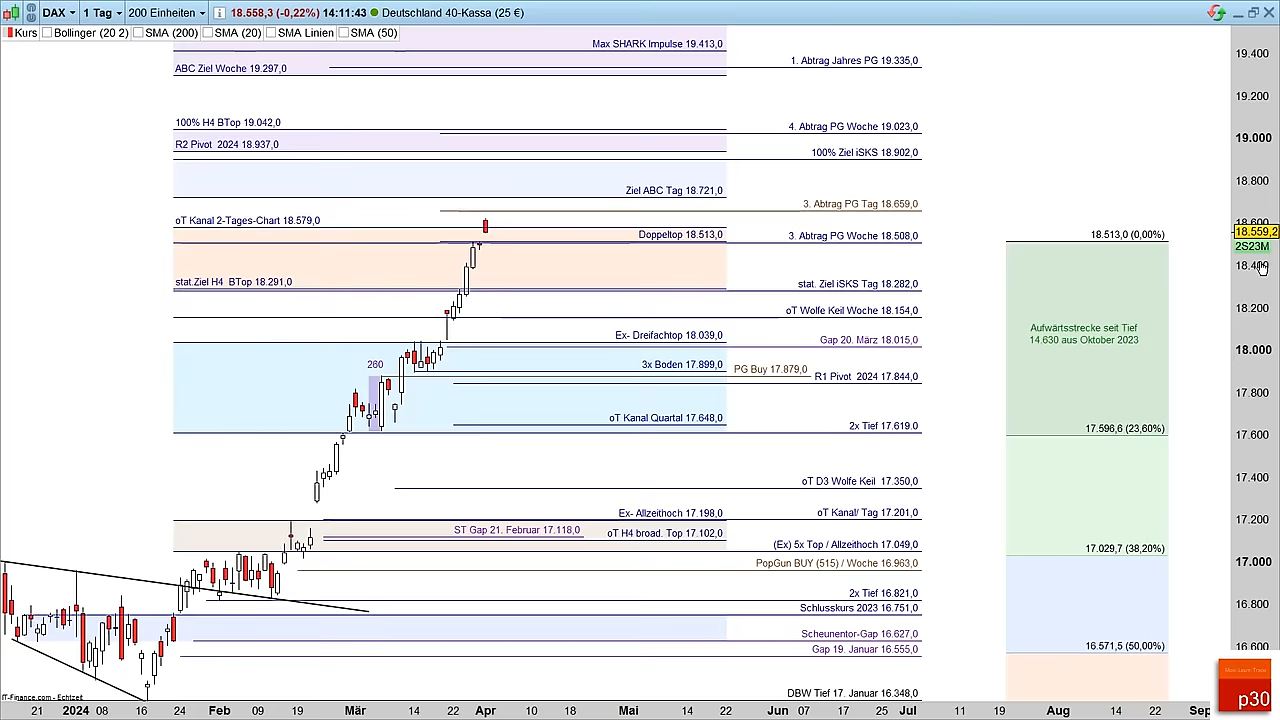 DAX 1 Tag 200 Einheiten 18.558,3 (-0,22%) 14:11:43 Deutschland 40-Kassa (25 €)
Kurs Bollinger (20 2) SMA (200) SMA (20) SMA Linien SMA (50)
Max SHARK Impulse 19.413,0
19.400
1. Abtrag Jahres PG 19.335,0
ABC Ziel Woche 19.297,0
19.200
100% H4 BTop 19.042,0
4. Abtrag PG Woche 19.023,0
19.000
R2 Pivot 2024 18.937,0
100% Ziel iSKS 18.902,0
18.800
Ziel ABC Tag 18.721,0
3. Abtrag PG Tag 18.659,0
oT Kanal 2-Tages-Chart 18.579,0
18.600
18.559,2
Doppeltop 18.513,0
3. Abtrag PG Woche 18.508,0
18.513,0 (0,00%)
2S23M
18.400
stat.Ziel H4 BTop 18.291,0
stat. Ziel iSKS Tag 18.282,0
oT Wolfe Keil Woche 18.154,0
18.200
Aufwärtsstrecke seit Tief
14.630 aus Oktober 2023
Ex- Dreifachtop 18.039,0
Gap 20. März 18.015,0
18.000
260
3x Boden 17.899,0
PG Buy 17.879,0
R1 Pivot 2024 17.844,0
17.800
oT Kanal Quartal 17.648,0
2x Tief 17.619,0
17.596,6 (23,60%)
17.600
oT D3 Wolfe Keil 17.350,0
17.400
Ex- Allzeithoch 17.198,0
oT Kanal/ Tag 17.201,0
17.200
ST Gap 21. Februar 17.118,0
oT H4 broad. Top 17.102,0
(Ex) 5x Top / Allzeithoch 17.049,0
17.029,7 (38,20%)
PopGun BUY (515) / Woche 16.963,0
17.000
2x Tief 16.821,0
Schlusskurs 2023 16.751,0
16.800
Scheunentor-Gap 16.627,0
Gap 19. Januar 16.555,0
16.571,5 (50,00%)
16.600
DBW Tief 17. Januar 16.348,0
IT-Finance.com - Echtzeit
p30
21 2024 08 16 24 Feb 09 19 März 14 22 Apr 10 18 Mai 14 22 Jun 07 17 25 Jul 11 19 Aug 14 22 Sep